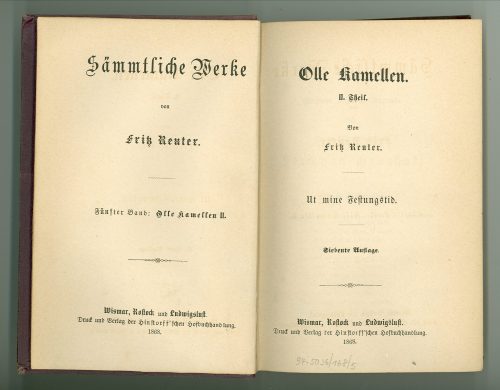 Sämmtliche Werke
von
Fritz Reuter.
Fünfter Band: Olle Kamellen II.
Wismar, Rostock und Ludwigslust.
Druck und Verlag der Hinstorff'schen Hofbuchhandlung.
1868.
Olle Kamellen.
II. Theil.
Von
Fritz Reuter.
Ut mine Festungstid.
Siebente Auflage.
Wismar, Rostock und Ludwigslust.
Druck und Verlag der Hinstorff'schen Hofbuchhandlung.
1868.